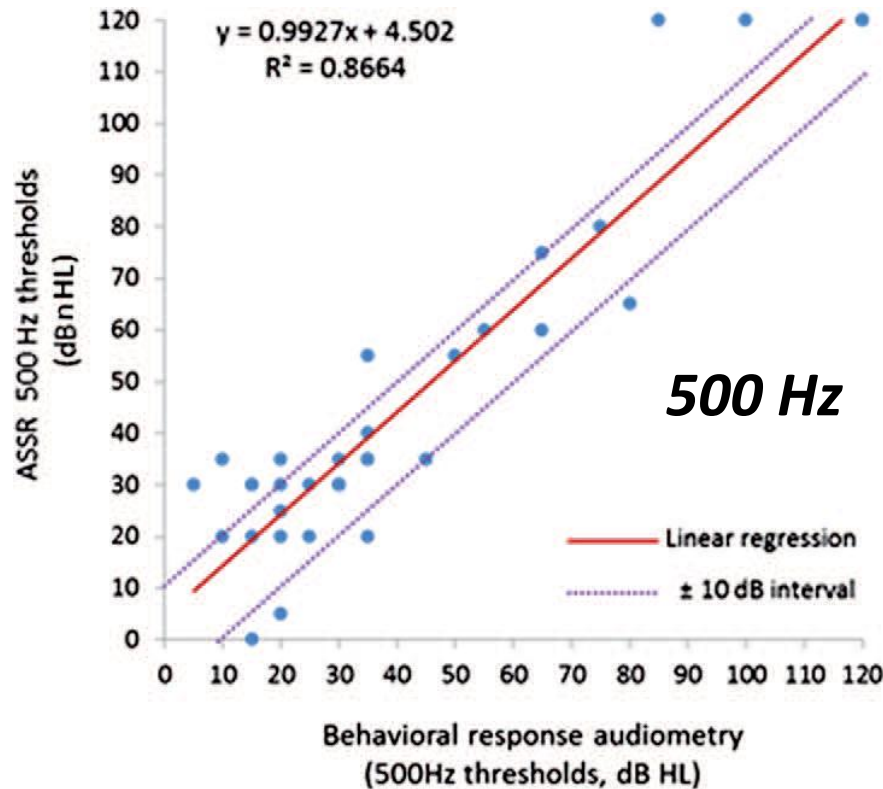 y = 0.9927x + 4.502
R² = 0.8664
120
110
100
90
80
70
60
50
40
30
20
10
0
ASSR 500 Hz thresholds
(dB n HL)
500 Hz
Linear regression
± 10 dB interval
0 10 20 30 40 50 60 70 80 90 100 110 120
Behavioral response audiometry
(500Hz thresholds, dB HL)